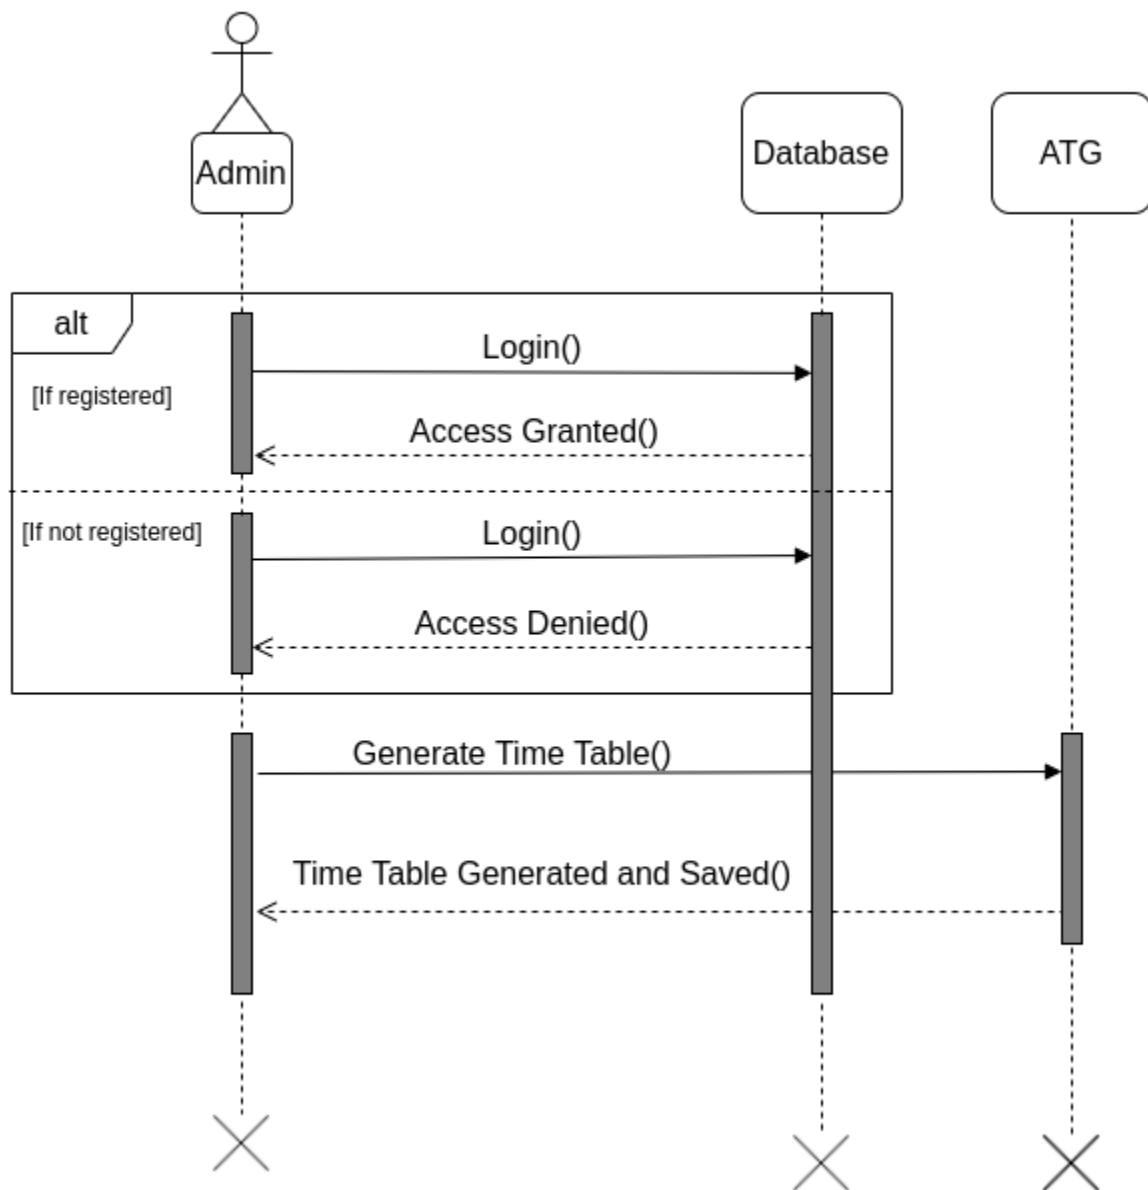 Admin
Database
ATG
alt
[If registered]
Login()
Access Granted()
[If not registered]
Login()
Access Denied()
Generate Time Table()
Time Table Generated and Saved()